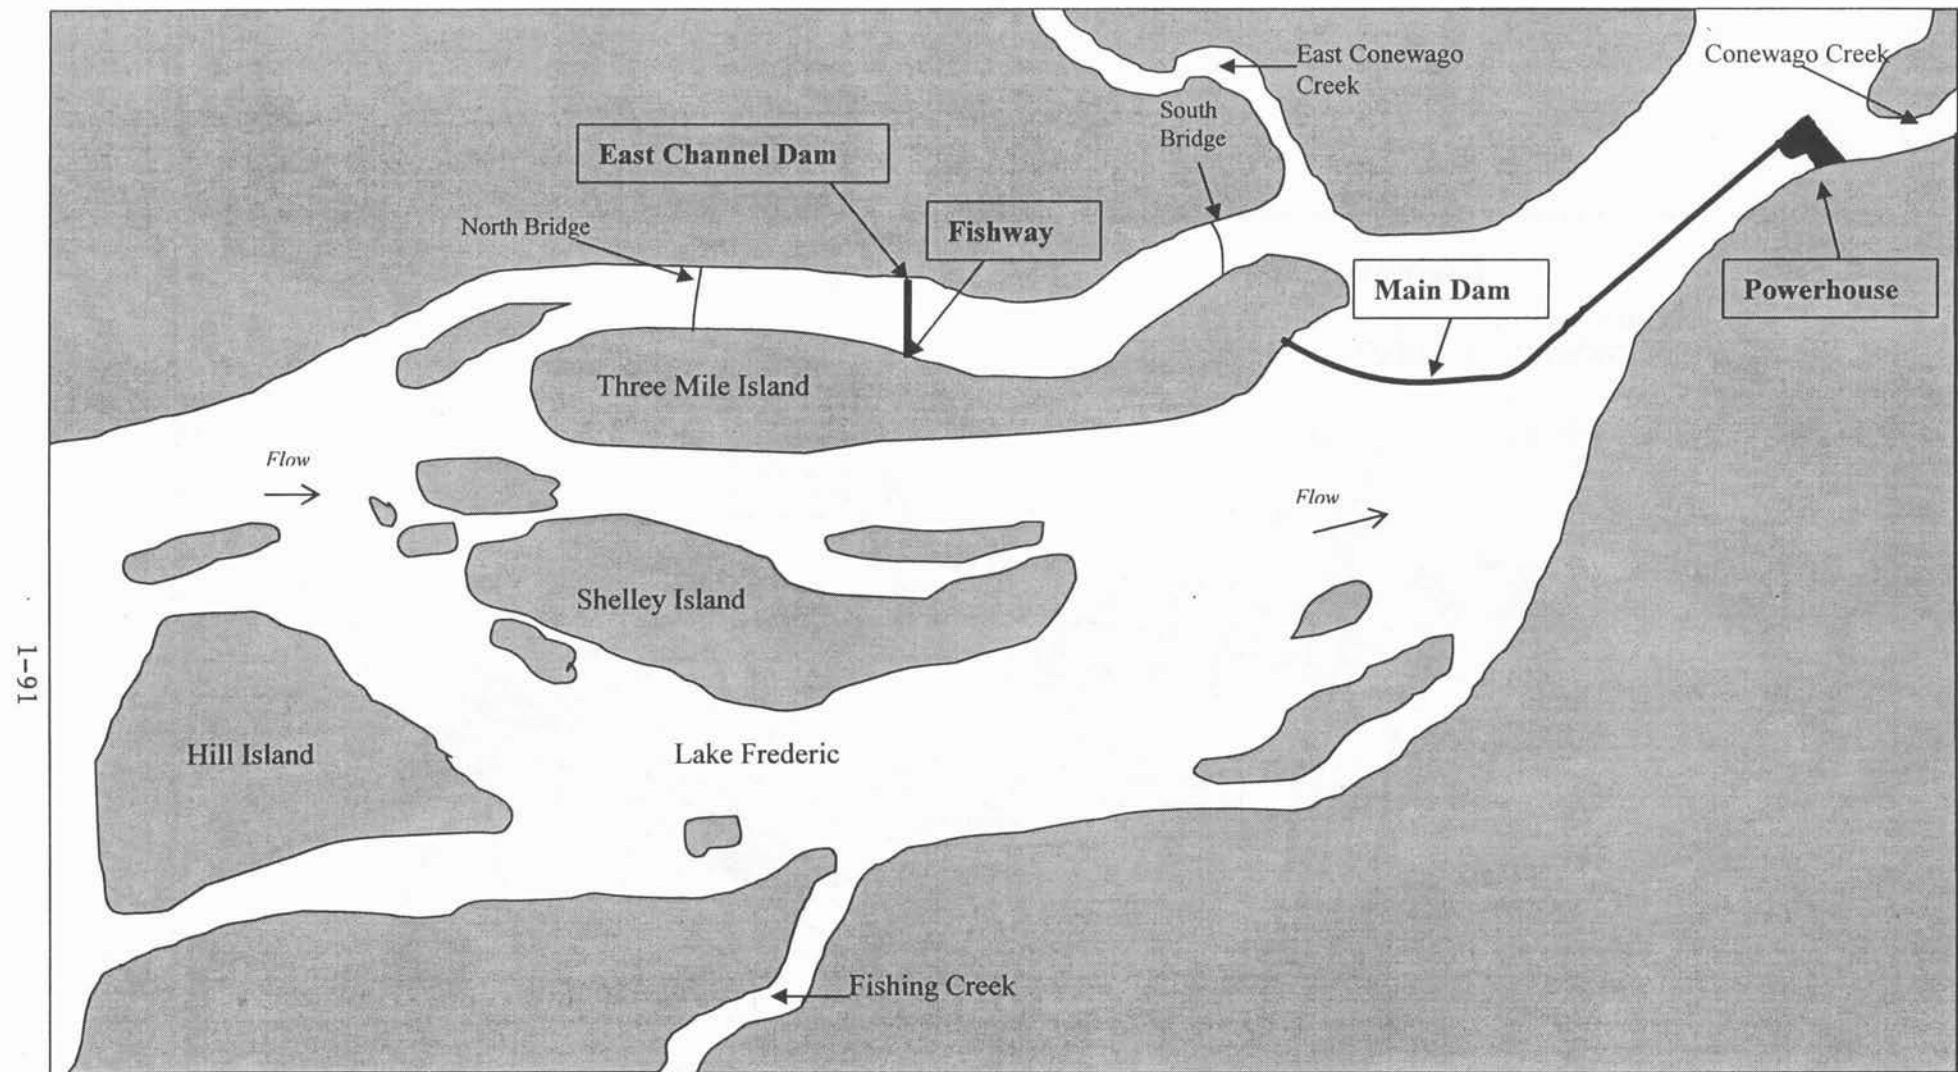 East Conewago
Creek
Conewago Creek
South
Bridge
East Channel Dam
North Bridge
Fishway
Main Dam
Powerhouse
Three Mile Island
Flow
Flow
Shelley Island
Hill Island
Lake Frederic
Fishing Creek
1-91